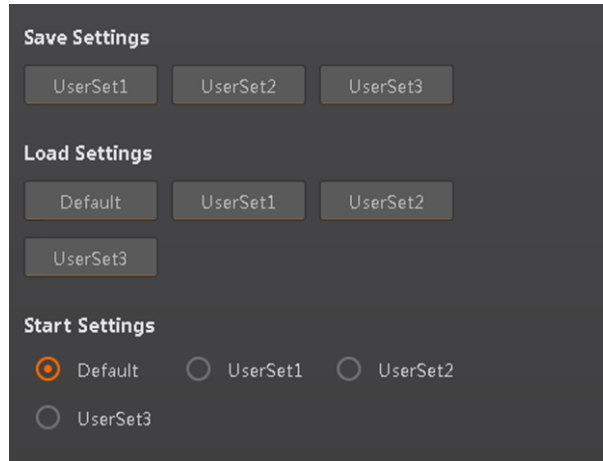 Save Settings
UserSet1 UserSet2 UserSet3
Load Settings
Default UserSet1 UserSet2
UserSet3
Start Settings
Default UserSet1 UserSet2
UserSet3